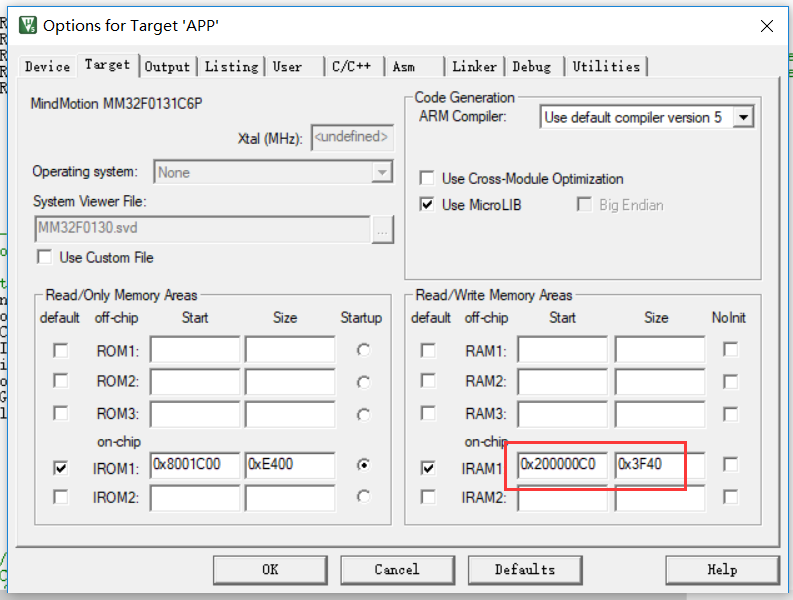 Options for Target 'APP'
Device Target Output Listing User C/C++ Asm Linker Debug Utilities
MindMotion MM32F0131C6P
Xtal (MHz): <undefined>
Operating system: None
System Viewer File:
MM32F0130.svd ...
Use Custom File
Code Generation
ARM Compiler: Use default compiler version 5
Use Cross-Module Optimization
Use MicroLIB Big Endian
Read/Only Memory Areas
default off-chip Start Size Startup
ROM1:
ROM2:
ROM3:
on-chip
IROM1: 0x8001C00 0xE400
IROM2:
Read/Write Memory Areas
default off-chip Start Size NoInit
RAM1:
RAM2:
RAM3:
on-chip
IRAM1 0x200000C0 0x3F40
IRAM2:
OK Cancel Defaults Help